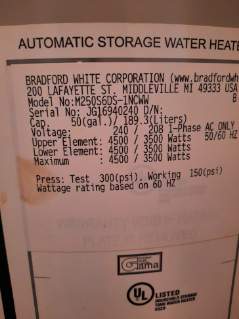 AUTOMATIC STORAGE WATER HEATE
BRADFORD WHITE CORPORATION (www.bradfordwh
200 LAFAYETTE ST. MIDDLEVILLE MI 49333 USA
Model No:M250S6DS-1NCWW B
Serial No: JG16940240 D/N:
Cap. 50(gal.)/ 189.3(Liters)
Voltage: 240 / 208 1-Phase AC ONLY
Upper Element: 4500 / 3500 Watts 50/60 HZ
Lower Element: 4500 / 3500 Watts
Maximum : 4500 / 3500 Watts
Press: Test 300(psi). Working 150(psi)
Wattage rating based on 60 HZ
Gama
UL LISTED